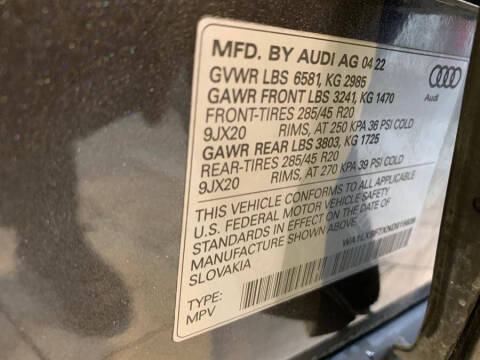 MFD. BY AUDI AG 04 22
GVWR LBS 6581, KG 2985
GAWR FRONT LBS 3241, KG 1470
FRONT-TIRES 285/45 R20
9JX20 RIMS, AT 250 KPA 36 PSI COLD
GAWR REAR LBS 3803, KG 1725
REAR-TIRES 285/45 R20
9JX20 RIMS, AT 270 KPA 39 PSI COLD
THIS VEHICLE CONFORMS TO ALL APPLICABLE
U.S. FEDERAL MOTOR VEHICLE SAFETY
STANDARDS IN EFFECT ON THE DATE OF
MANUFACTURE SHOWN ABOVE.
SLOVAKIA
TYPE:
MPV
Audi